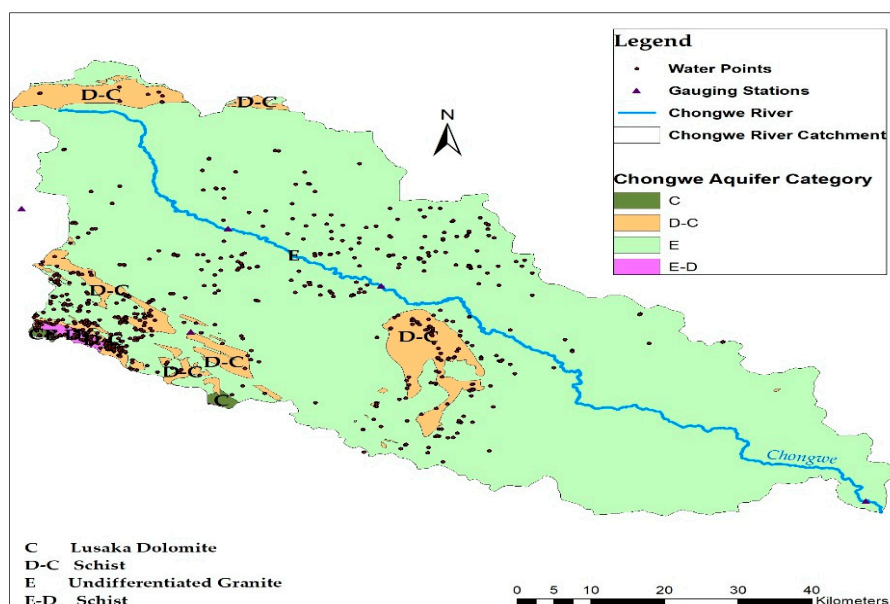 Legend
Water Points
Gauging Stations
Chongwe River
Chongwe River Catchment
Chongwe Aquifer Category
C
D-C
E
E-D
D-C
D-C
N
E
D-C
D-C
D-C
D-C
C
Chongwe
C Lusaka Dolomite
D-C Schist
E Undifferentiated Granite
E-D Schist
0 5 10 20 30 40
Kilometers